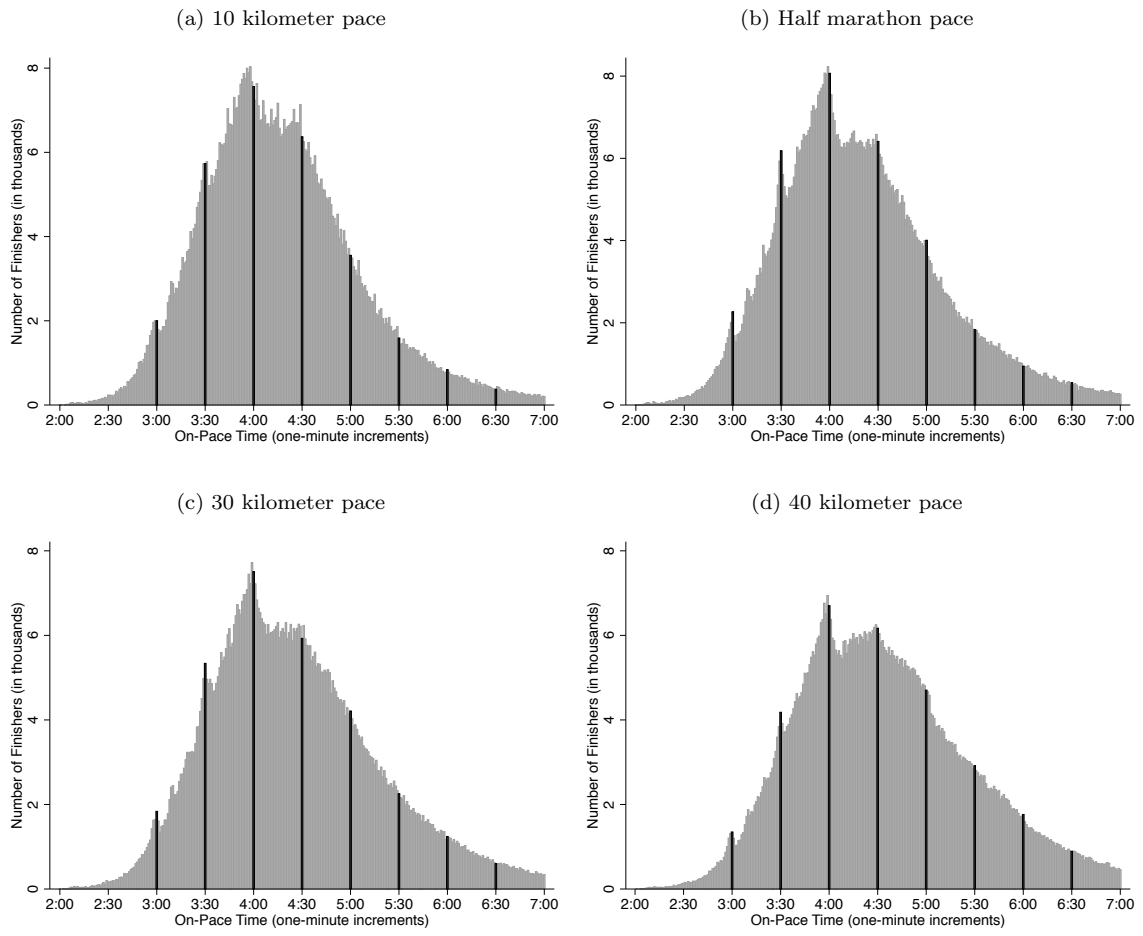 (a) 10 kilometer pace
Number of Finishers (in thousands)
8
6
4
2
0
2:00 2:30 3:00 3:30 4:00 4:30 5:00 5:30 6:00 6:30 7:00
On-Pace Time (one-minute increments)
(b) Half marathon pace
Number of Finishers (in thousands)
8
6
4
2
0
2:00 2:30 3:00 3:30 4:00 4:30 5:00 5:30 6:00 6:30 7:00
On-Pace Time (one-minute increments)
(c) 30 kilometer pace
Number of Finishers (in thousands)
8
6
4
2
0
2:00 2:30 3:00 3:30 4:00 4:30 5:00 5:30 6:00 6:30 7:00
On-Pace Time (one-minute increments)
(d) 40 kilometer pace
Number of Finishers (in thousands)
8
6
4
2
0
2:00 2:30 3:00 3:30 4:00 4:30 5:00 5:30 6:00 6:30 7:00
On-Pace Time (one-minute increments)